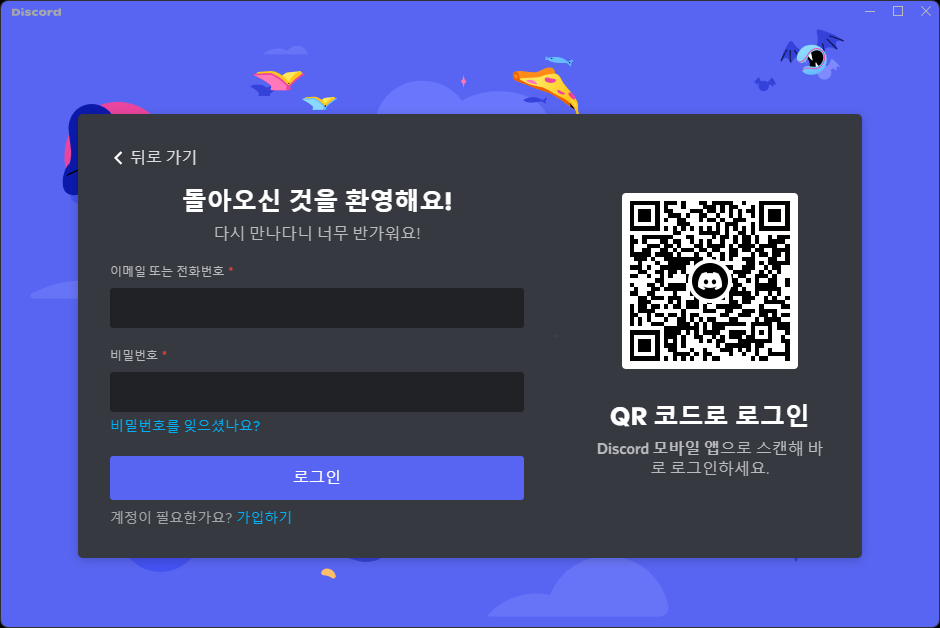 Discord
뒤로 가기
돌아오신 것을 환영해요!
다시 만나다니 너무 반가워요!
이메일 또는 전화번호 *
비밀번호 *
비밀번호를 잊으셨나요?
로그인
계정이 필요한가요? 가입하기
QR 코드로 로그인
Discord 모바일 앱으로 스캔해 바
로 로그인하세요.